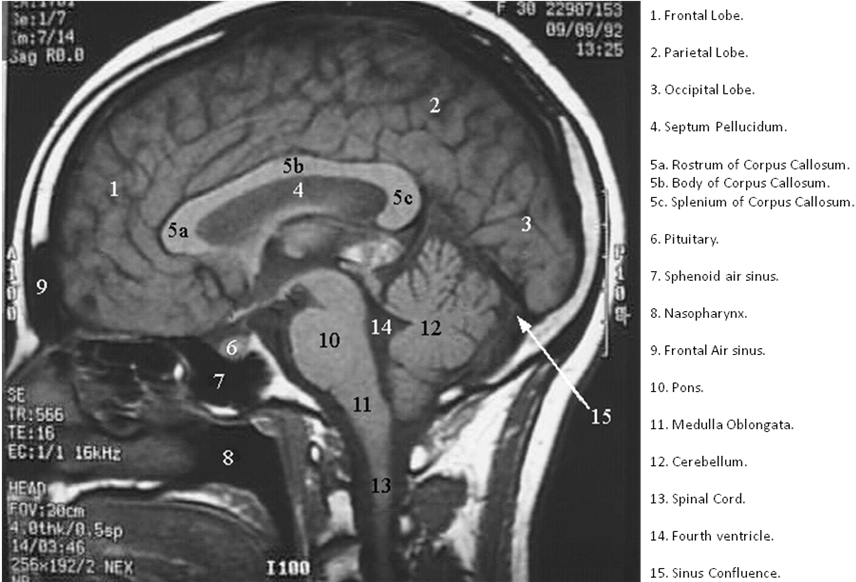 Se:1/7
Im:7/14
Sag R0.0
F 30 22907153
09/09/92
13:25
1
2
3
4
5a
5b
5c
6
7
8
9
10
11
12
13
14
15
A
100
P
SE
TR:566
TE:16
EC:1/1 16kHz
HEAD
FOV:20cm
4.0thk/0.5sp
14/03:46
256x192/2 NEX
I100
1. Frontal Lobe.
2. Parietal Lobe.
3. Occipital Lobe.
4. Septum Pellucidum.
5a. Rostrum of Corpus Callosum.
5b. Body of Corpus Callosum.
5c. Splenium of Corpus Callosum.
6. Pituitary.
7. Sphenoid air sinus.
8. Nasopharynx.
9. Frontal Air sinus.
10. Pons.
11. Medulla Oblongata.
12. Cerebellum.
13. Spinal Cord.
14. Fourth ventricle.
15. Sinus Confluence.